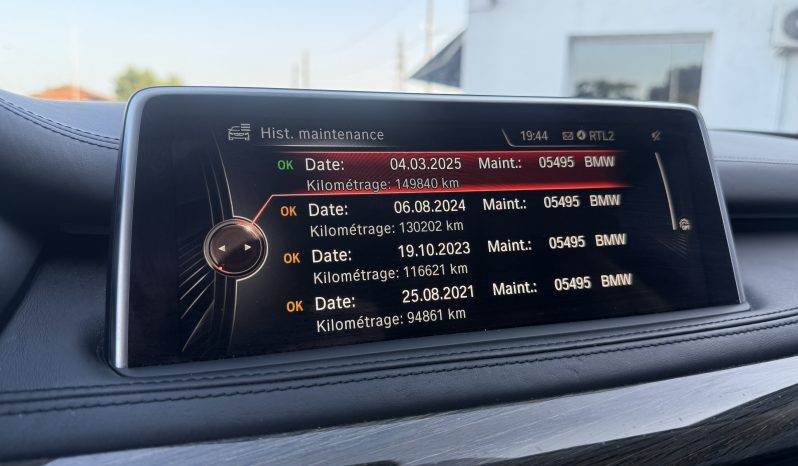 Hist. maintenance 19:44 RTL2
OK Date: 04.03.2025 Maint.: 05495 BMW
Kilométrage: 149840 km
OK Date: 06.08.2024 Maint.: 05495 BMW
Kilométrage: 130202 km
OK Date: 19.10.2023 Maint.: 05495 BMW
Kilométrage: 116621 km
OK Date: 25.08.2021 Maint.: 05495 BMW
Kilométrage: 94861 km